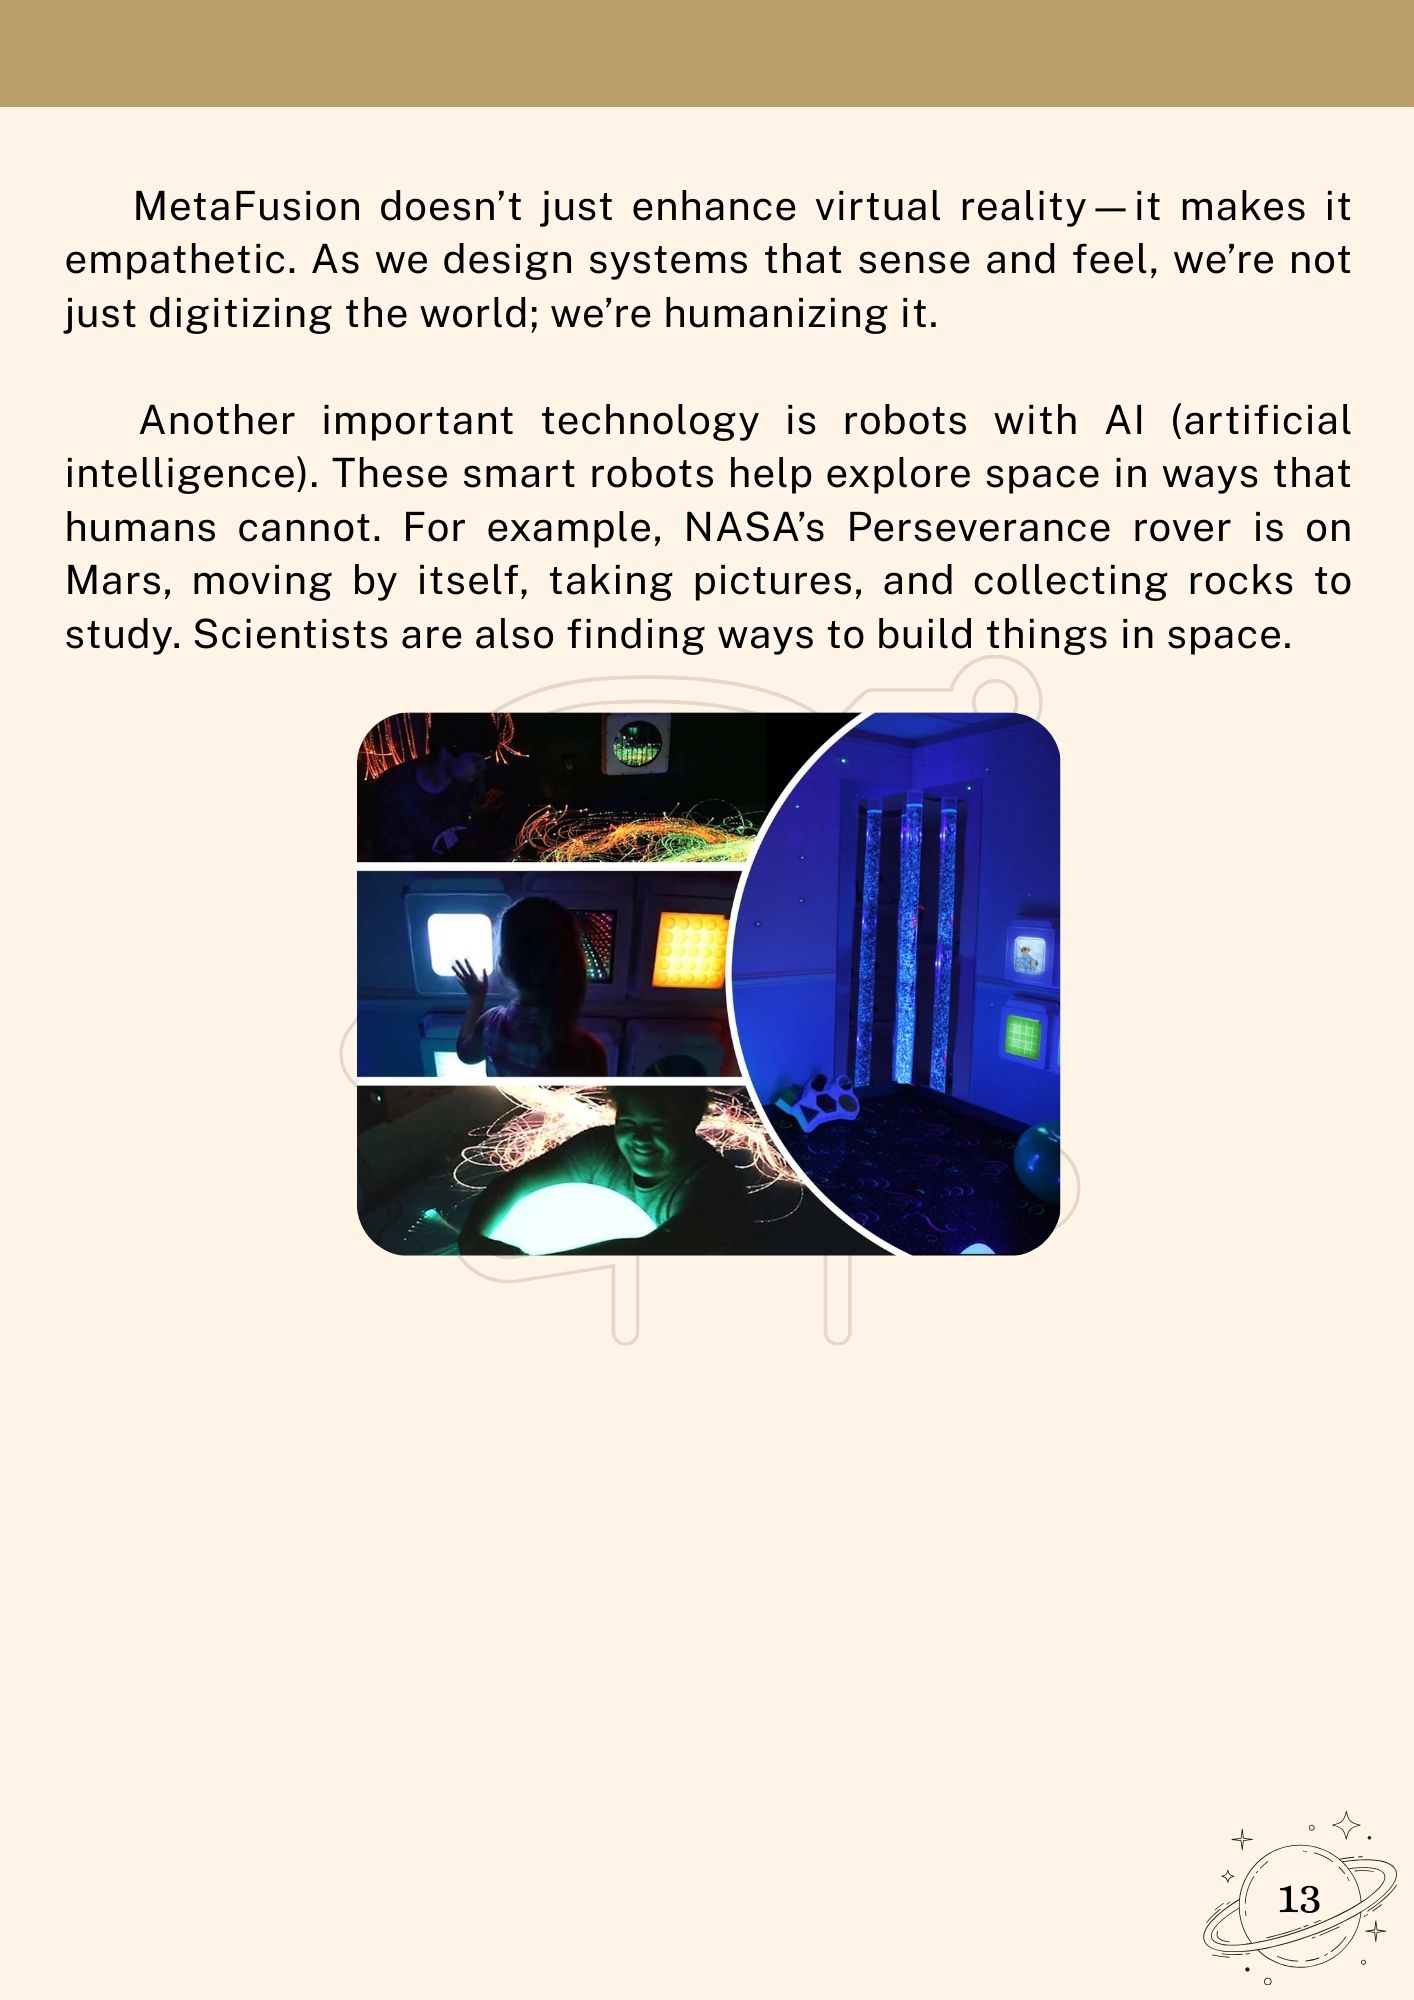 MetaFusion doesn’t just enhance virtual reality—it makes it
empathetic. As we design systems that sense and feel, we’re not
just digitizing the world; we’re humanizing it.
Another important technology is robots with AI (artificial
intelligence). These smart robots help explore space in ways that
humans cannot. For example, NASA’s Perseverance rover is on
Mars, moving by itself, taking pictures, and collecting rocks to
study. Scientists are also finding ways to build things in space.
13